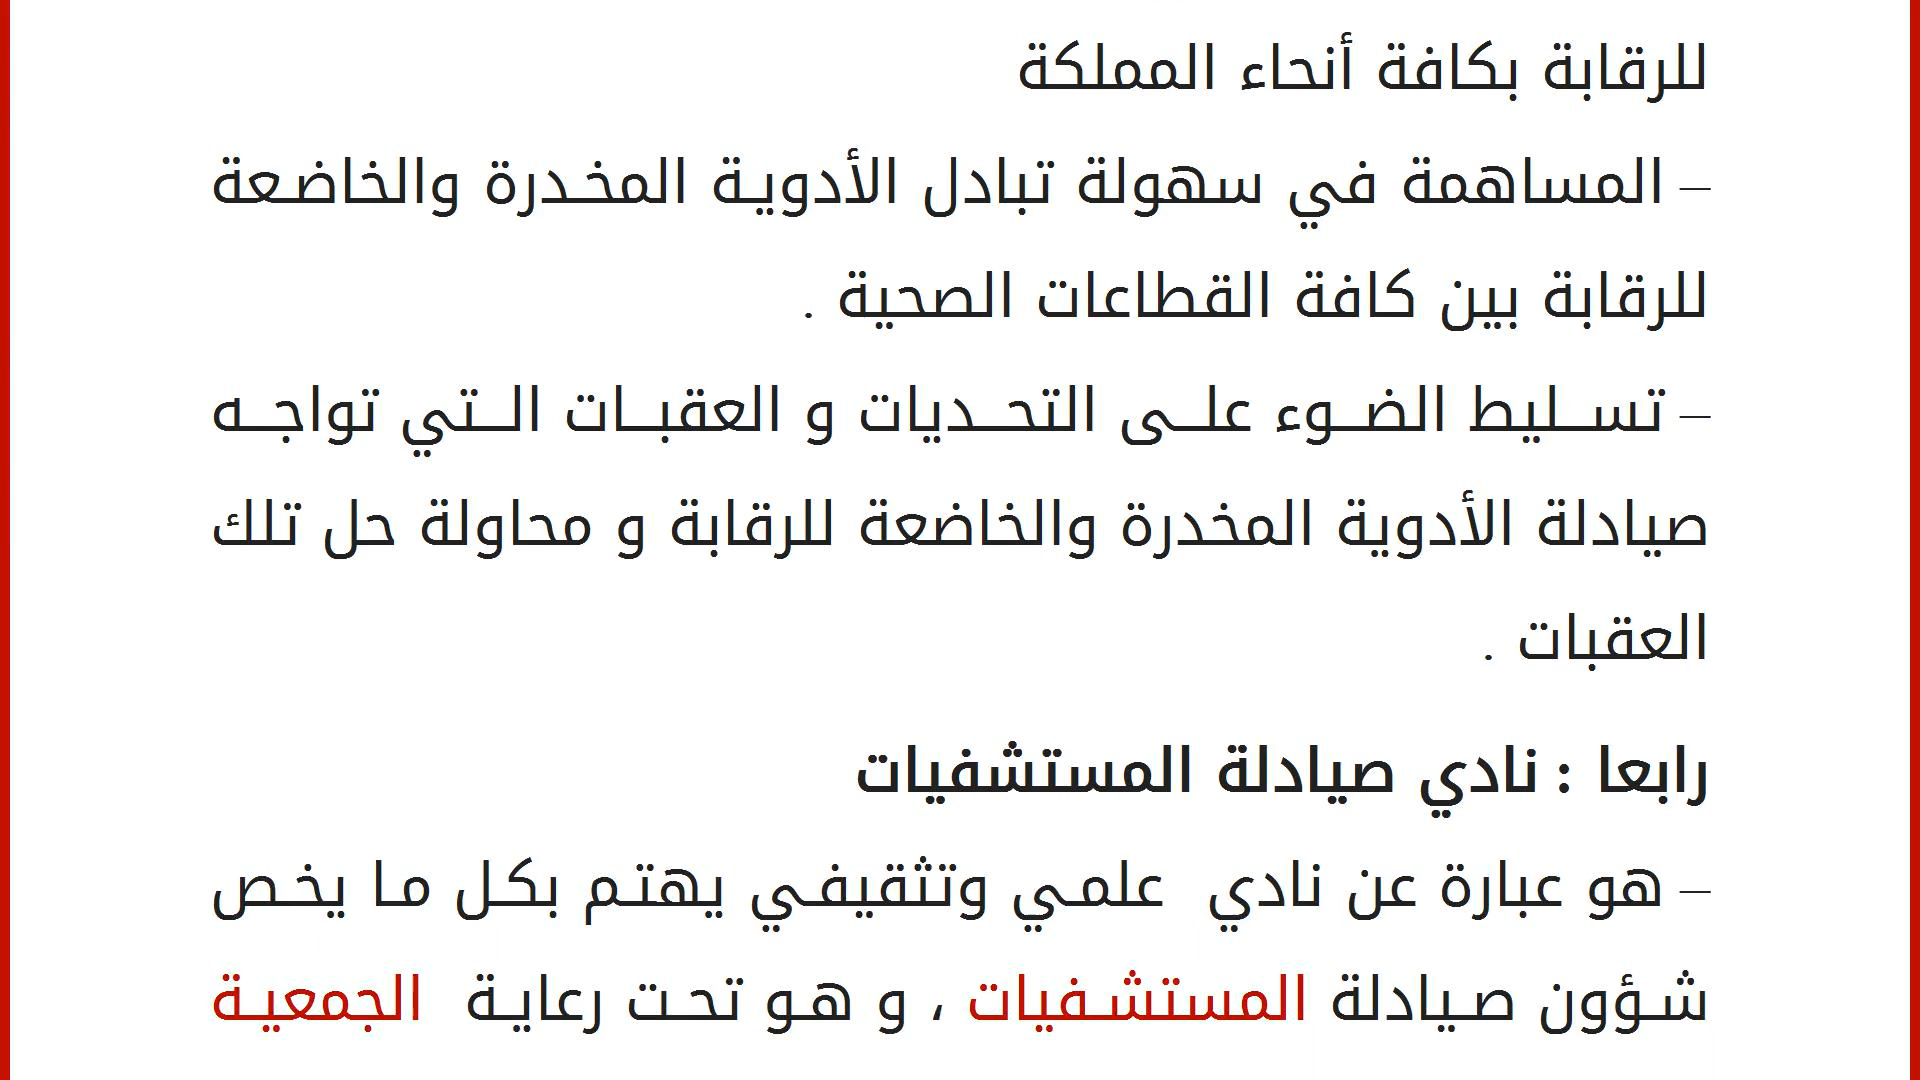 للرقابة بكافة أنحاء المملكة
– المساهمة في سهولة تبادل الأدوية المخدرة والخاضعة
للرقابة بين كافة القطاعات الصحية .
– تسليط الضوء على التحديات و العقبات التي تواجه
صيادلة الأدوية المخدرة والخاضعة للرقابة و محاولة حل تلك
العقبات .
رابعا : نادي صيادلة المستشفيات
– هو عبارة عن نادي علمي وتثقيفي يهتم بكل ما يخص
شؤون صيادلة المستشفيات ، و هو تحت رعاية الجمعية